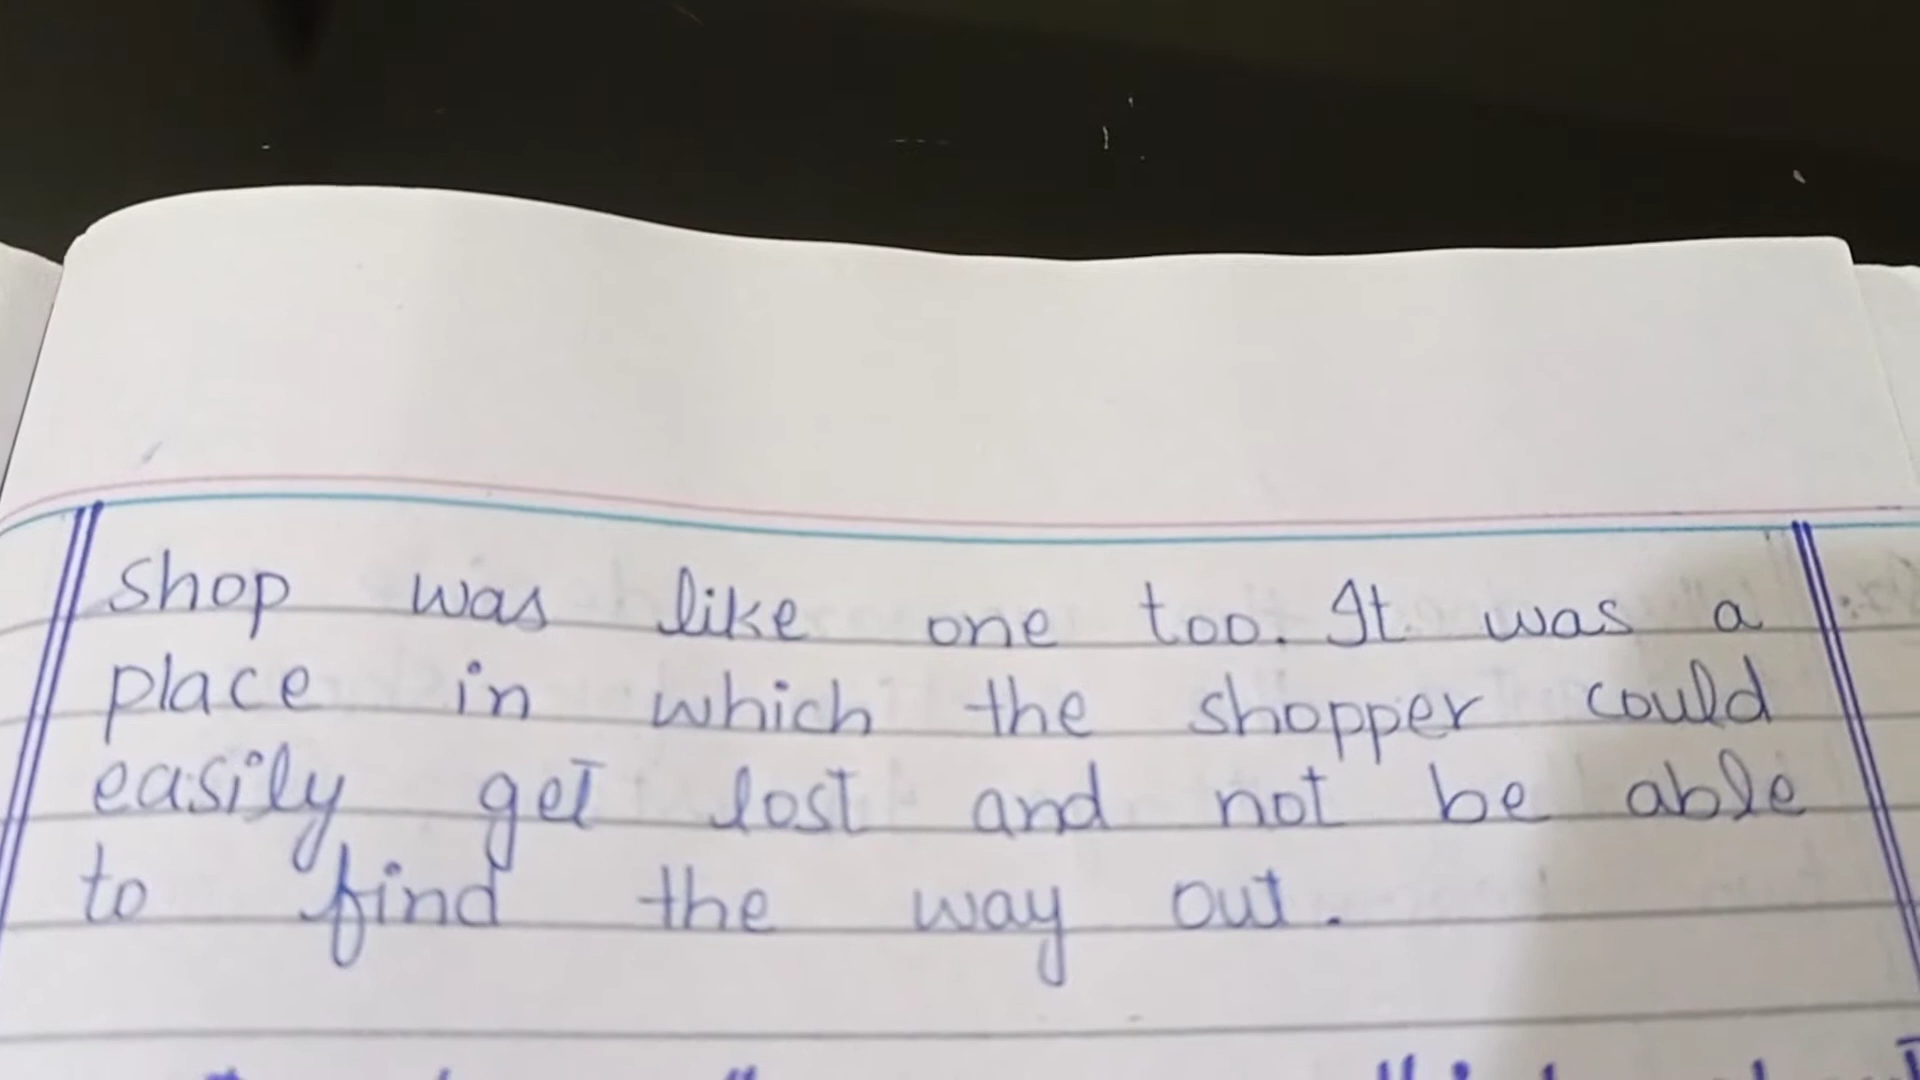 shop was like one too. It was a
place in which the shopper could
easily get lost and not be able
to find the way out.